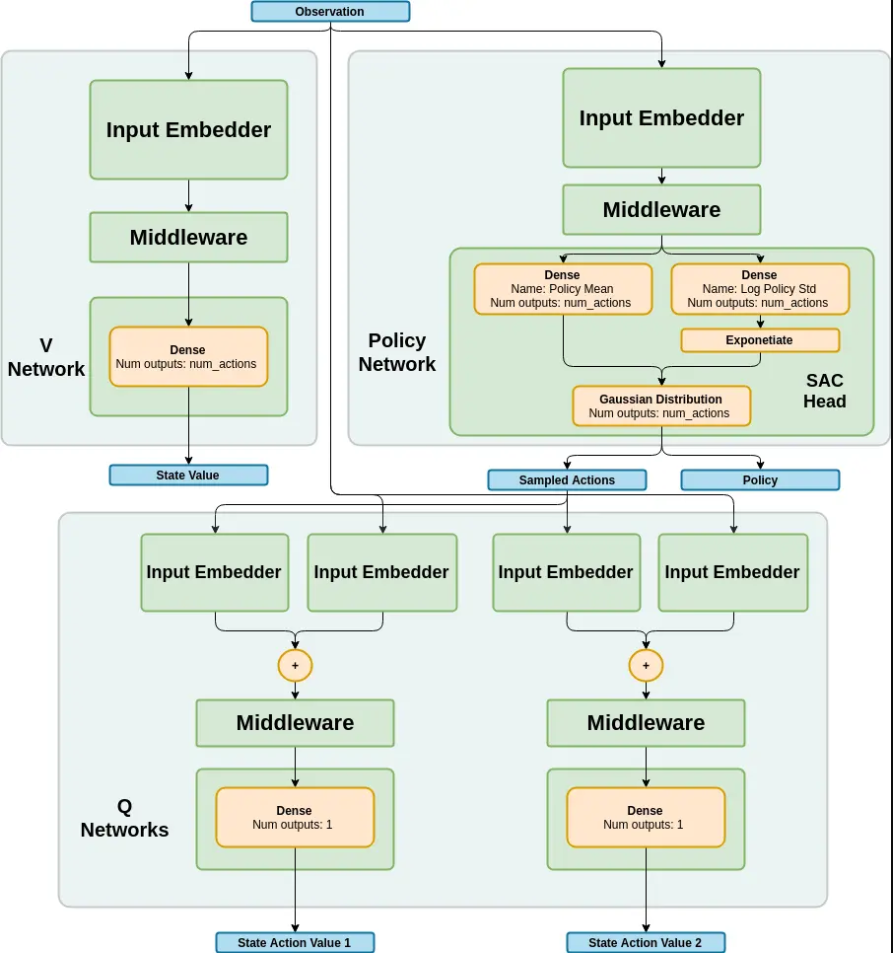 Observation
Input Embedder
Middleware
Dense
Num outputs: num_actions
V
Network
State Value
Input Embedder
Middleware
Dense
Name: Policy Mean
Num outputs: num_actions
Dense
Name: Log Policy Std
Num outputs: num_actions
Exponetiate
Policy
Network
SAC
Head
Gaussian Distribution
Num outputs: num_actions
Sampled Actions
Policy
Input Embedder
Input Embedder
Input Embedder
Input Embedder
+
+
Middleware
Middleware
Q
Networks
Dense
Num outputs: 1
Dense
Num outputs: 1
State Action Value 1
State Action Value 2